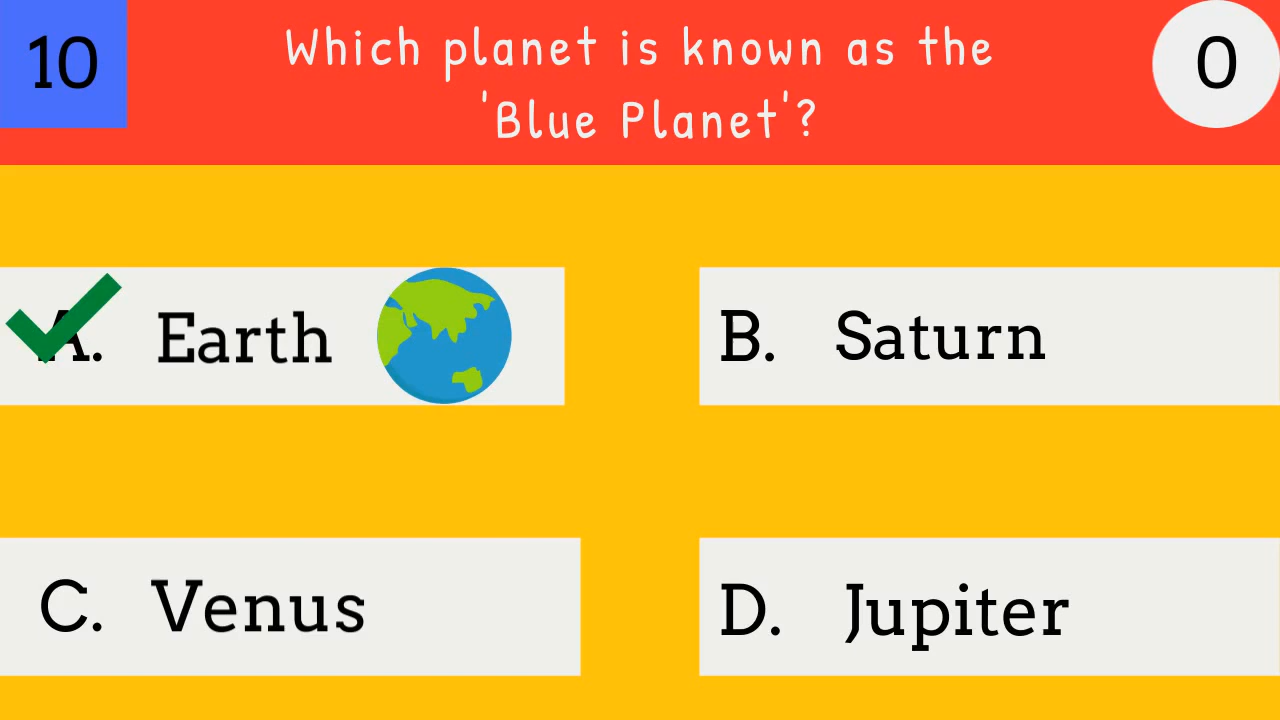 10
Which planet is known as the
'Blue Planet'?
0
A. Earth
B. Saturn
C. Venus
D. Jupiter